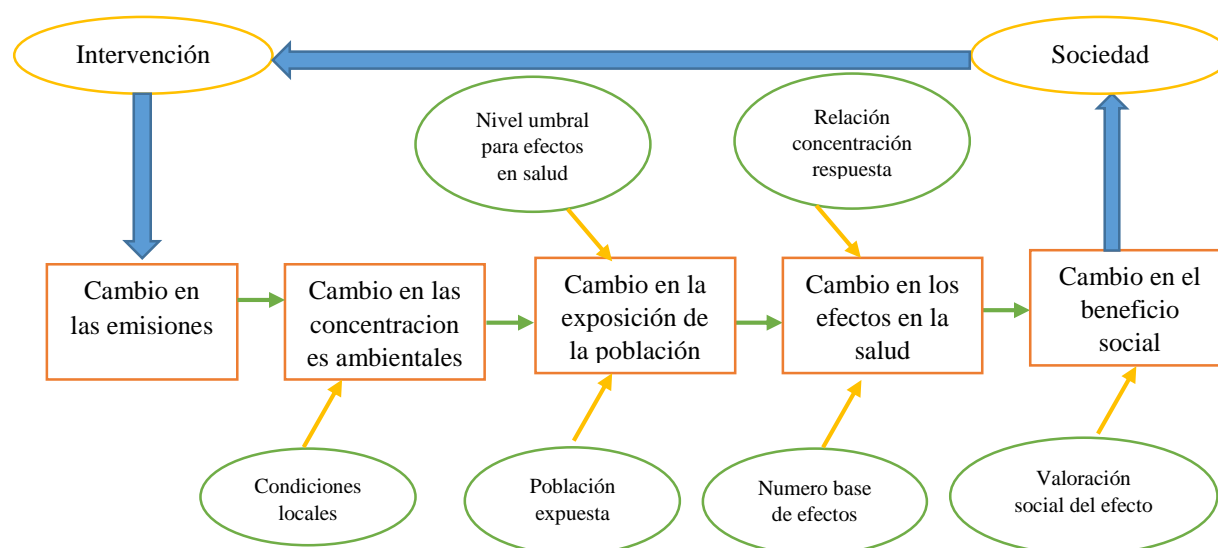 Intervención
Sociedad
Nivel umbral
para efectos
en salud
Relación
concentración
respuesta
Cambio en
las emisiones
Cambio en las
concentracion
es ambientales
Cambio en la
exposición de
la población
Cambio en los
efectos en la
salud
Cambio en el
beneficio
social
Condiciones
locales
Población
expuesta
Numero base
de efectos
Valoración
social del efecto